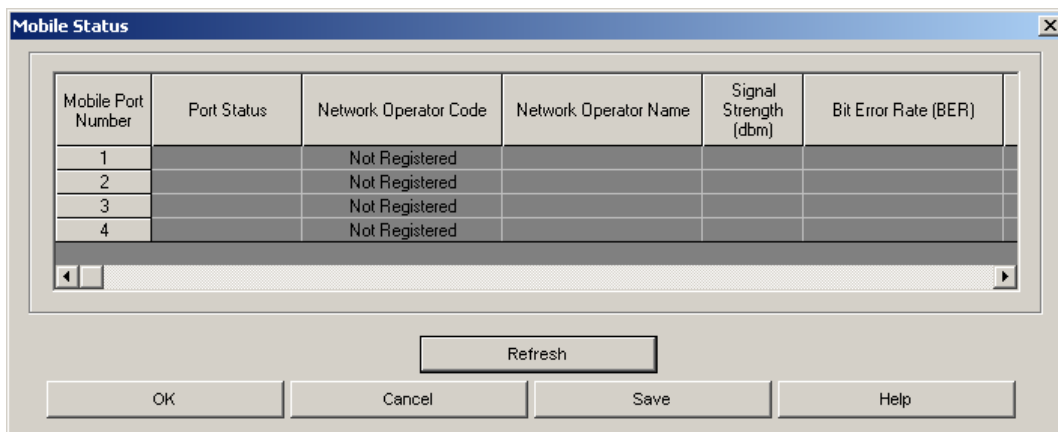 Mobile Status
Mobile Port Number
Port Status
Network Operator Code
Network Operator Name
Signal Strength (dbm)
Bit Error Rate (BER)
1 Not Registered
2 Not Registered
3 Not Registered
4 Not Registered
Refresh
OK
Cancel
Save
Help